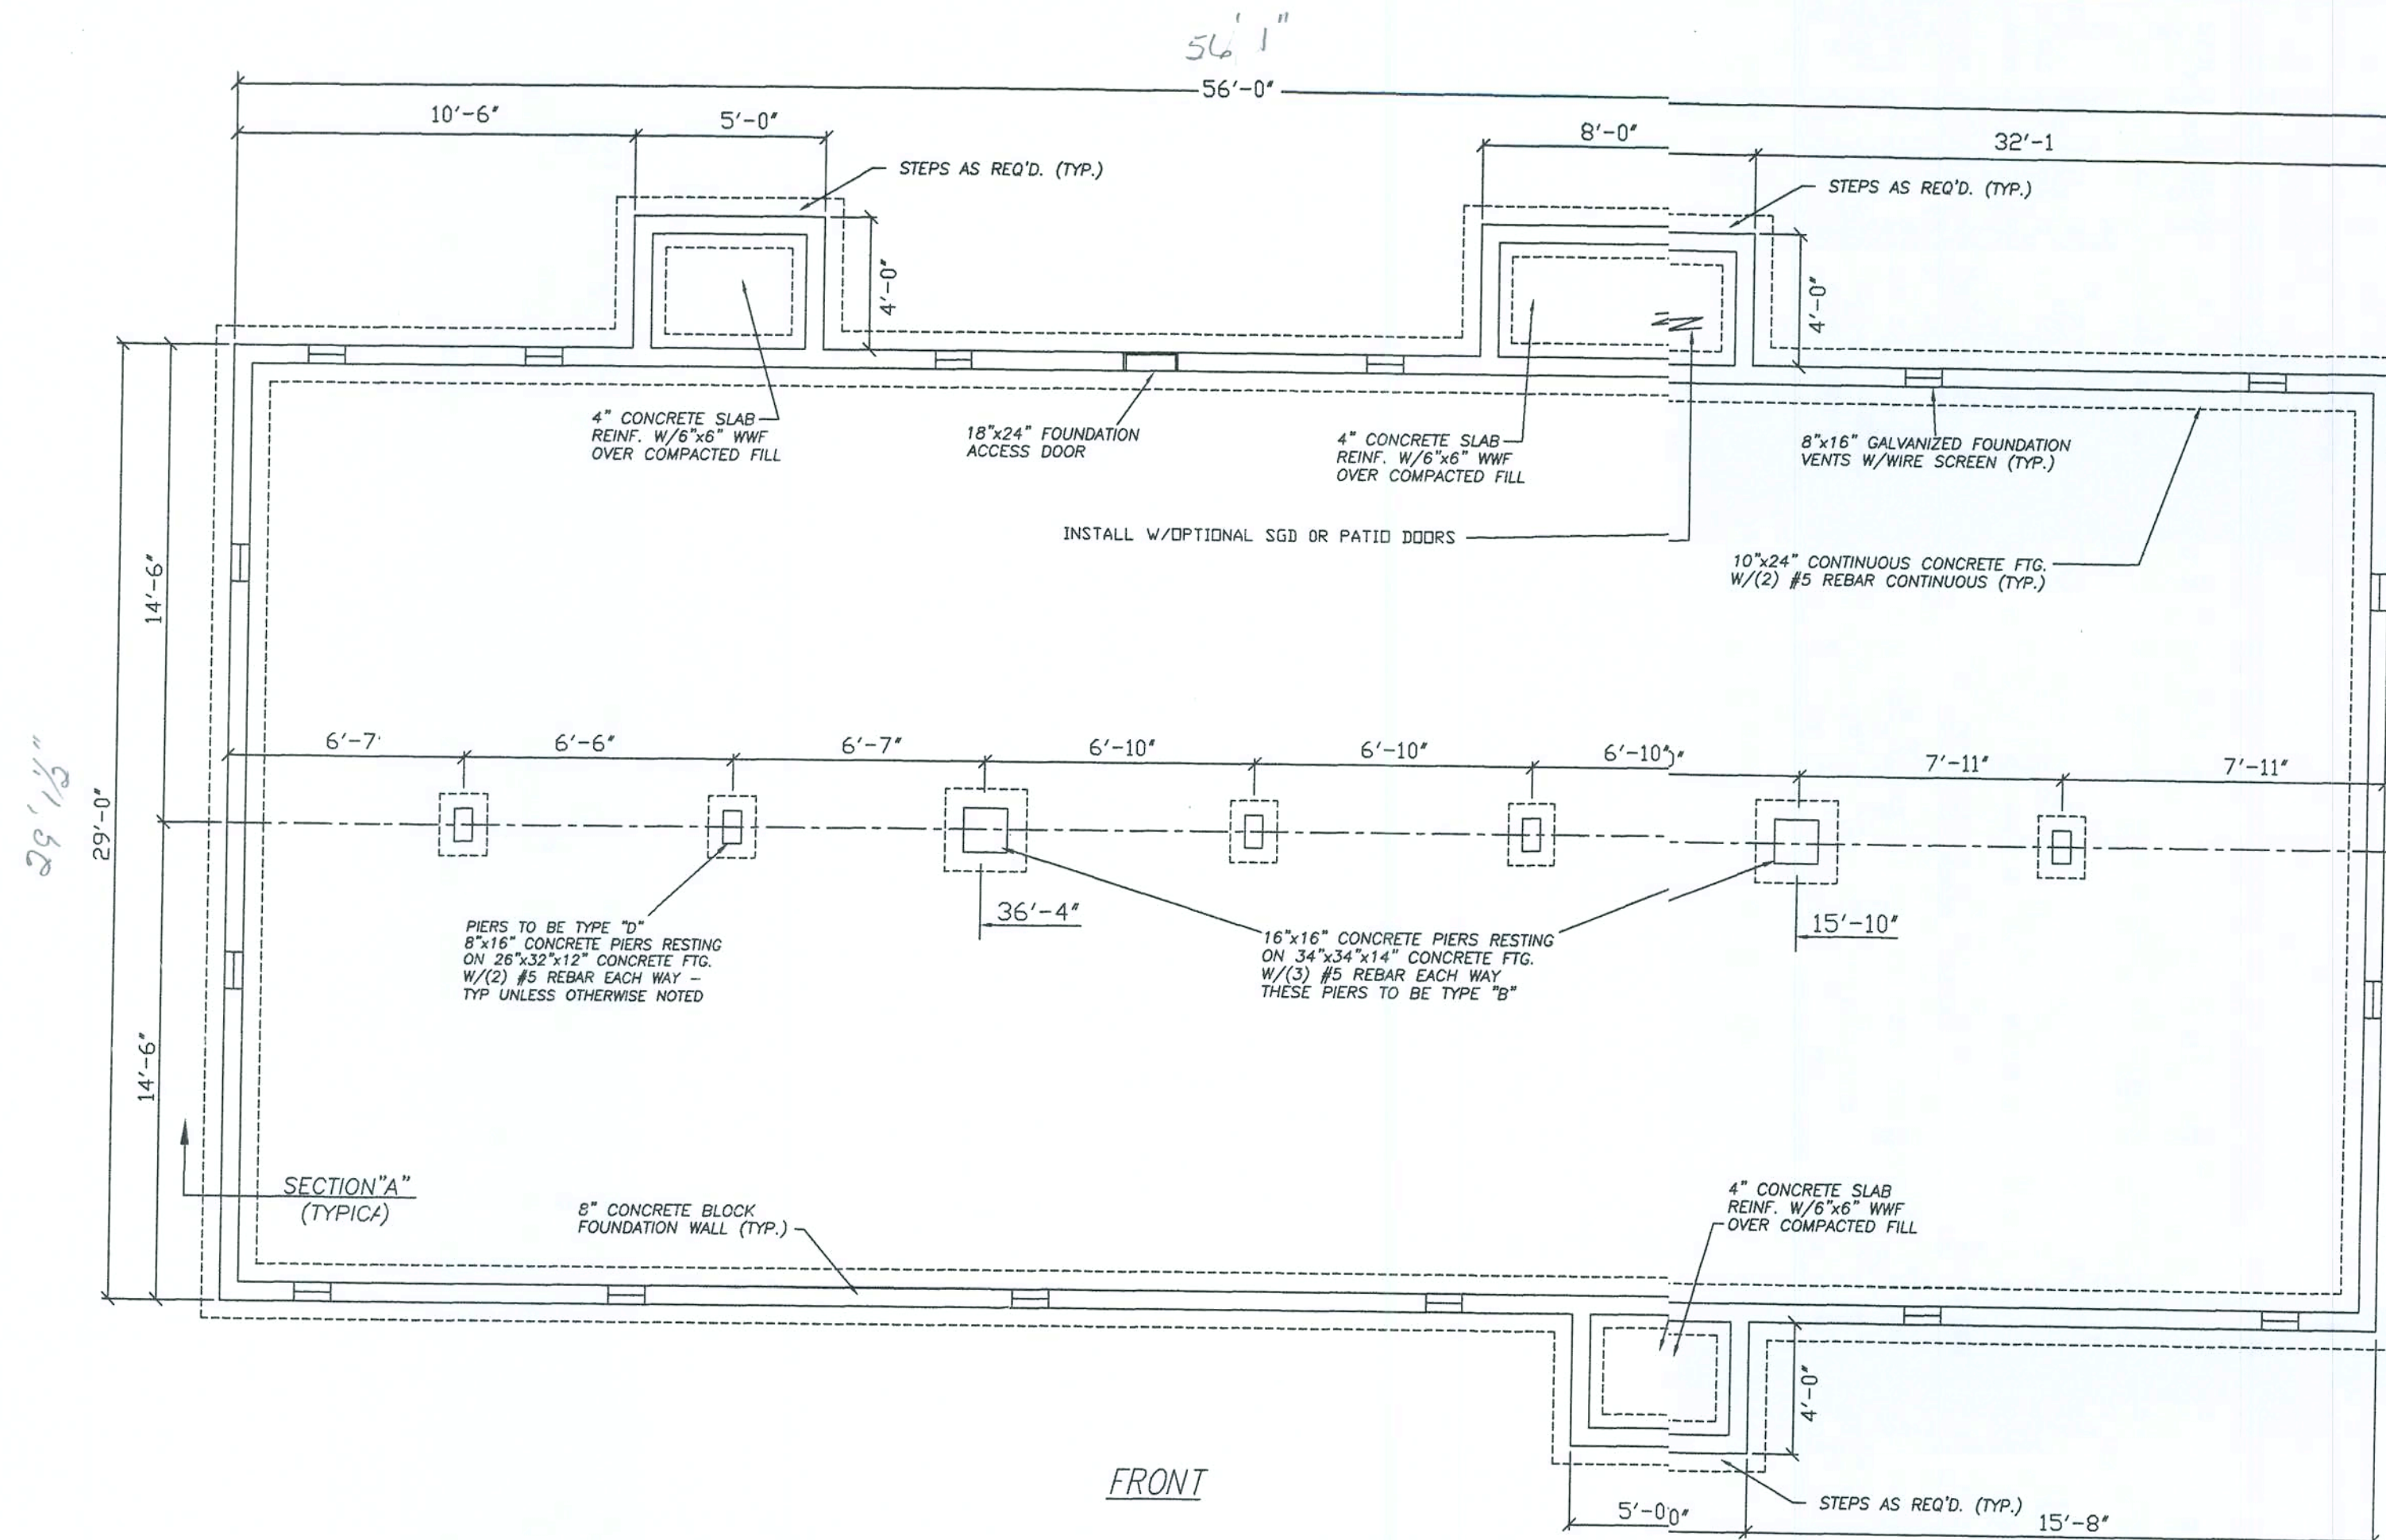 56' 1"
56'-0"
10'-6"
5'-0"
8'-0"
32'-1
STEPS AS REQ'D. (TYP.)
STEPS AS REQ'D. (TYP.)
4'-0"
4'-0"
4" CONCRETE SLAB
REINF. W/6"x6" WWF
OVER COMPACTED FILL
18"x24" FOUNDATION
ACCESS DOOR
4" CONCRETE SLAB
REINF. W/6"x6" WWF
OVER COMPACTED FILL
8"x16" GALVANIZED FOUNDATION
VENTS W/WIRE SCREEN (TYP.)
INSTALL W/OPTIONAL SGD OR PATIO DOORS
10"x24" CONTINUOUS CONCRETE FTG.
W/(2) #5 REBAR CONTINUOUS (TYP.)
14'-6"
29' 1/2"
29'-0"
6'-7'
6'-6"
6'-7"
6'-10"
6'-10"
6'-10"
7'-11"
7'-11"
36'-4"
15'-10"
PIERS TO BE TYPE "D"
8"x16" CONCRETE PIERS RESTING
ON 26"x32"x12" CONCRETE FTG.
W/(2) #5 REBAR EACH WAY –
TYP UNLESS OTHERWISE NOTED
16"x16" CONCRETE PIERS RESTING
ON 34"x34"x14" CONCRETE FTG.
W/(3) #5 REBAR EACH WAY
THESE PIERS TO BE TYPE "B"
14'-6"
SECTION"A"
(TYPICA)
8" CONCRETE BLOCK
FOUNDATION WALL (TYP.)
4" CONCRETE SLAB
REINF. W/6"x6" WWF
OVER COMPACTED FILL
4'-0"
FRONT
STEPS AS REQ'D. (TYP.)
5'-00"
15'-8"